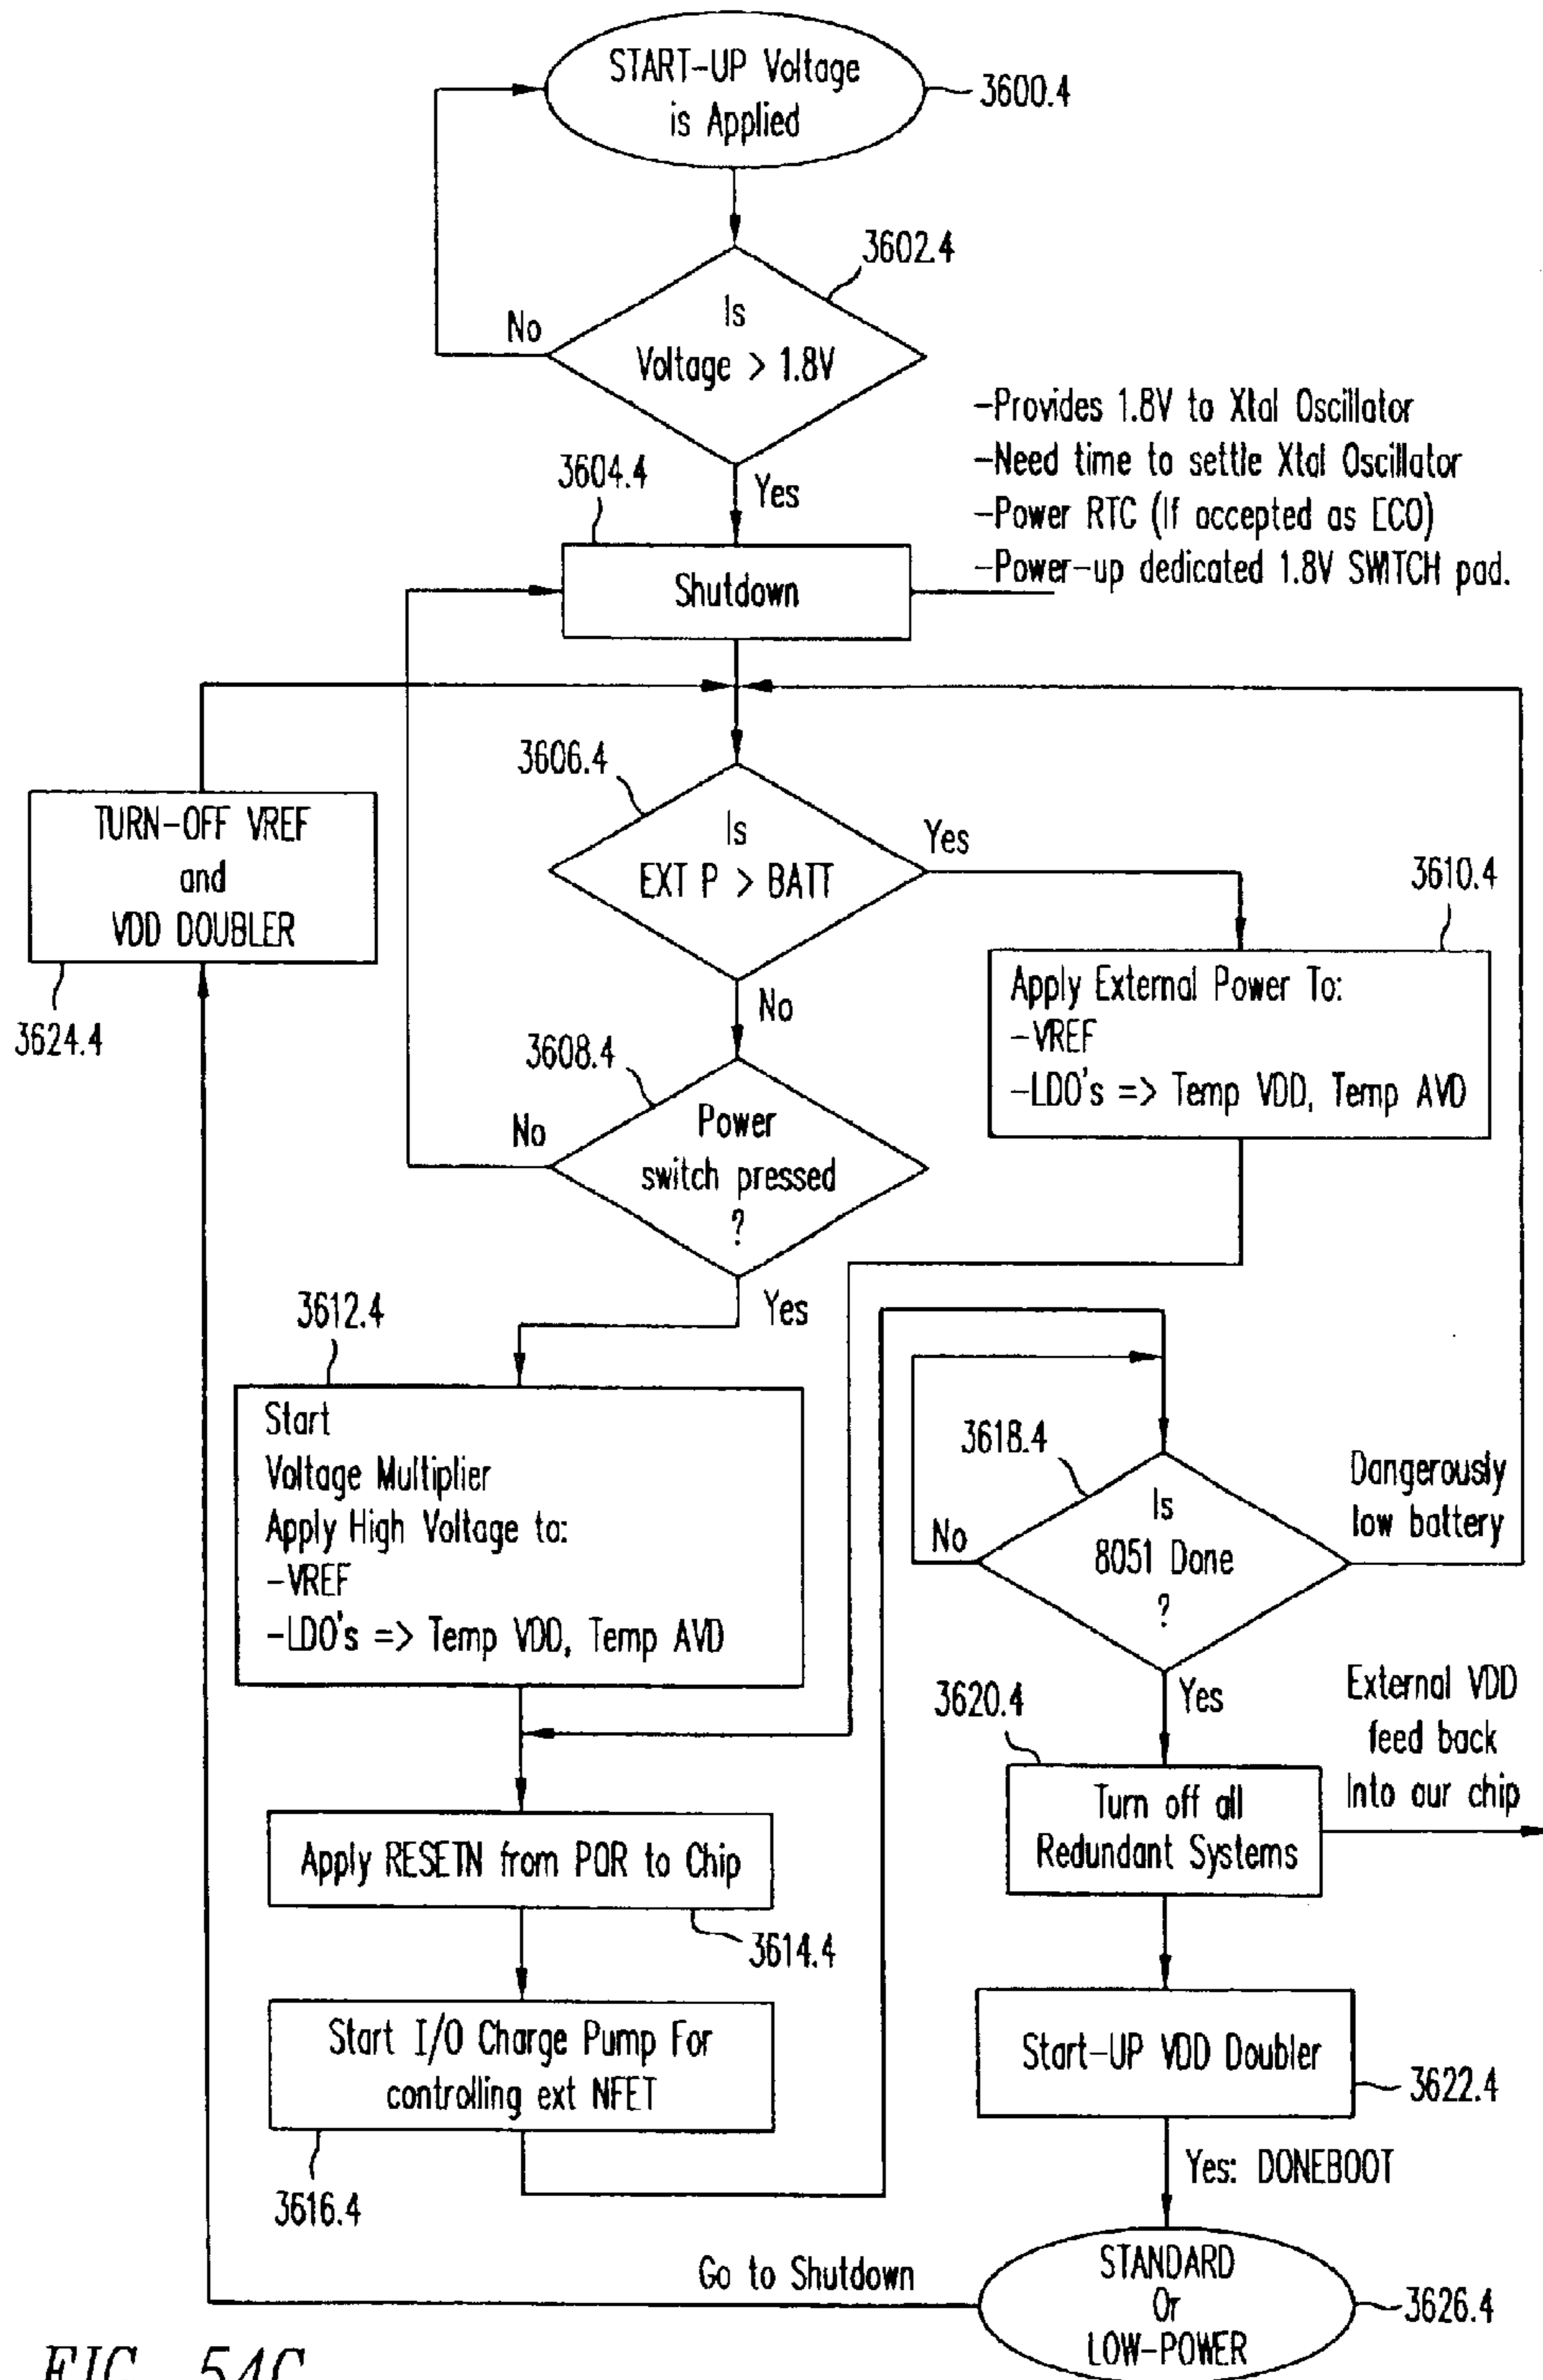 START-UP Voltage
is Applied
3600.4
3602.4
Is
Voltage > 1.8V
No
Yes
-Provides 1.8V to Xtal Oscillator
-Need time to settle Xtal Oscillator
-Power RTC (If accepted as ECO)
-Power-up dedicated 1.8V SWITCH pad.
3604.4
Shutdown
3606.4
Is
EXT P > BATT
Yes
No
TURN-OFF VREF
and
VDD DOUBLER
3624.4
3610.4
Apply External Power To:
-VREF
-LDO's => Temp VDD, Temp AVD
3608.4
Power
switch pressed
?
No
Yes
3612.4
Start
Voltage Multiplier
Apply High Voltage to:
-VREF
-LDO's => Temp VDD, Temp AVD
3618.4
Is
8051 Done
?
No
Dangerously
low battery
Yes
3620.4
Turn off all
Redundant Systems
External VDD
feed back
Into our chip
Apply RESETN from POR to Chip
3614.4
Start I/O Charge Pump For
controlling ext NFET
3616.4
Start-UP VDD Doubler
3622.4
Yes: DONEBOOT
Go to Shutdown
STANDARD
Or
LOW-POWER
3626.4
FIG. 54C